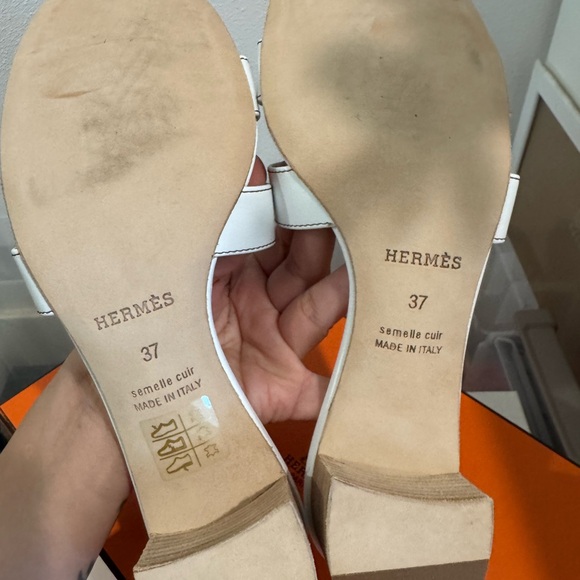 HERMÈS
37
semelle cuir
MADE IN ITALY
HERMÈS
37
semelle cuir
MADE IN ITALY